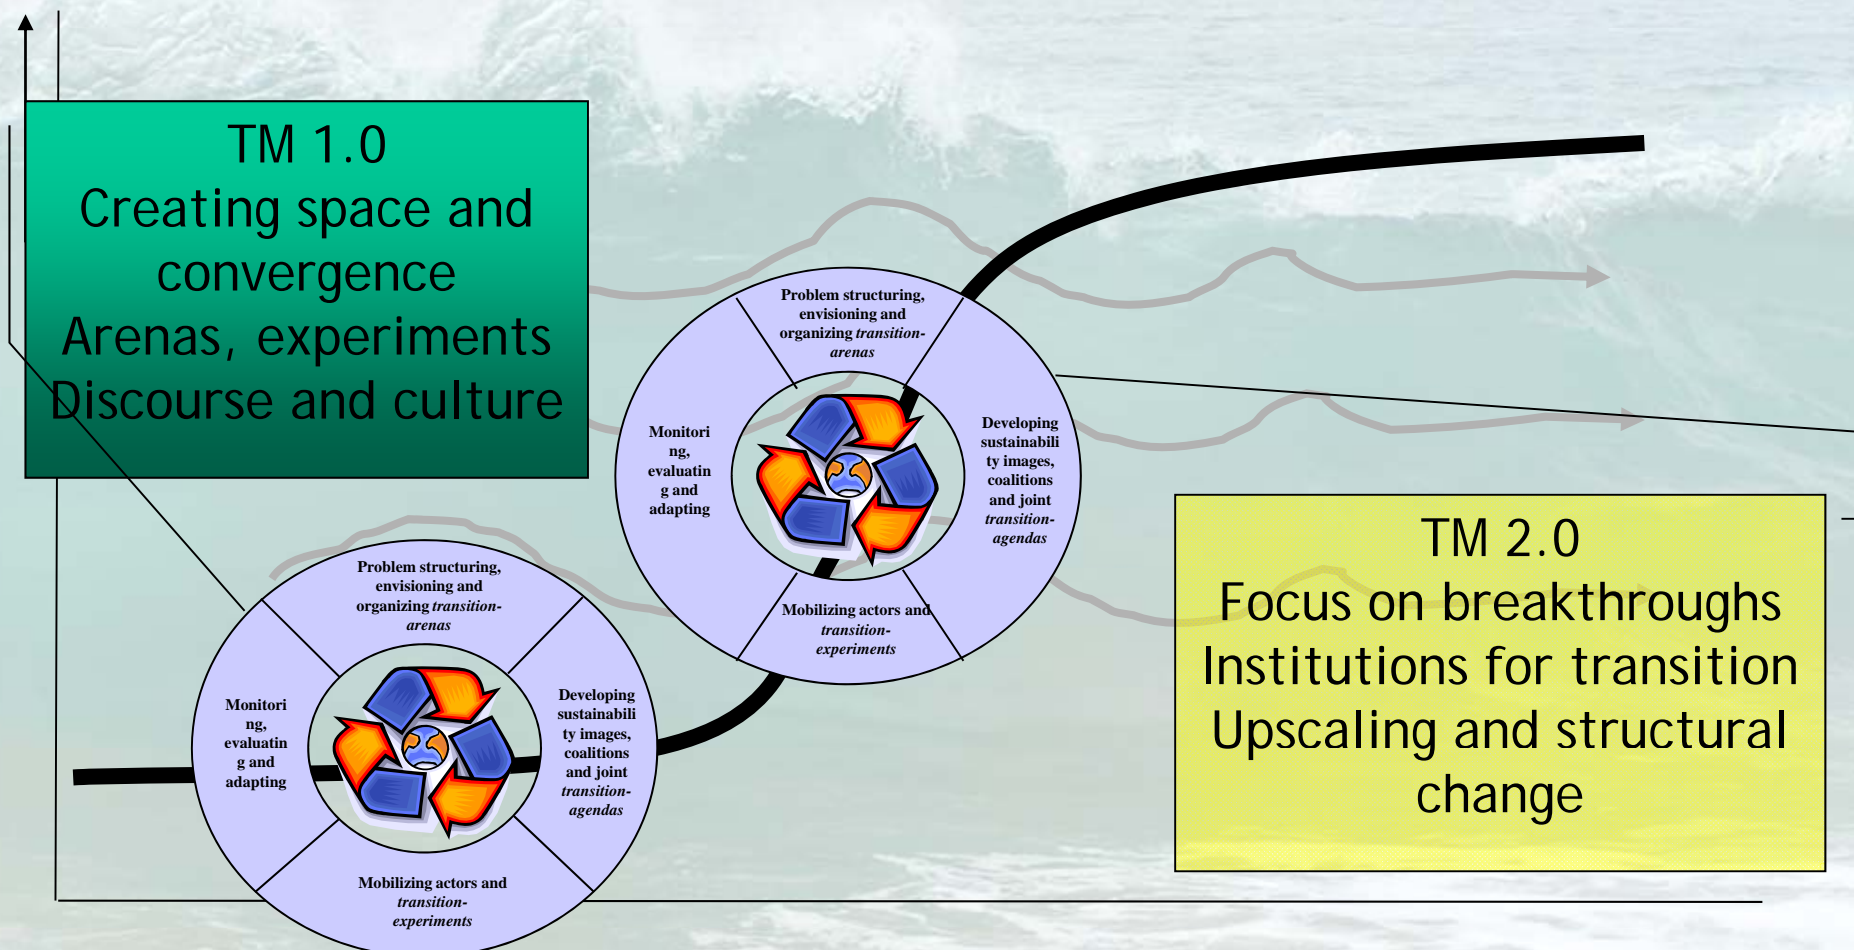 TM 1.0
Creating space and
convergence
Arenas, experiments
Discourse and culture
Problem structuring,
envisioning and
organizing transition-
arenas
Monitori
ng,
evaluatin
g and
adapting
Developing
sustainabili
ty images,
coalitions
and joint
transition-
agendas
Mobilizing actors and
transition-
experiments
Problem structuring,
envisioning and
organizing transition-
arenas
Monitori
ng,
evaluatin
g and
adapting
Developing
sustainabili
ty images,
coalitions
and joint
transition-
agendas
Mobilizing actors and
transition-
experiments
TM 2.0
Focus on breakthroughs
Institutions for transition
Upscaling and structural
change